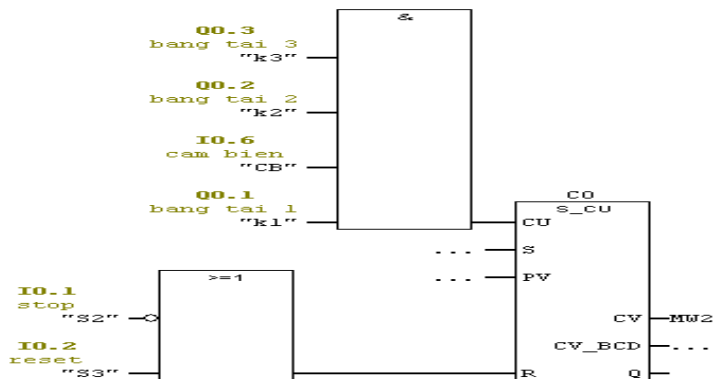 &
Q0.3
bang tai 3
"k3"
Q0.2
bang tai 2
"k2"
I0.6
cam bien
"CB"
Q0.1
bang tai 1
"k1"
C0
S_CU
CU
... S
... PV
>=1
I0.1
stop
"S2"
CV MW2
CV_BCD ...
I0.2
reset
"S3"
R Q